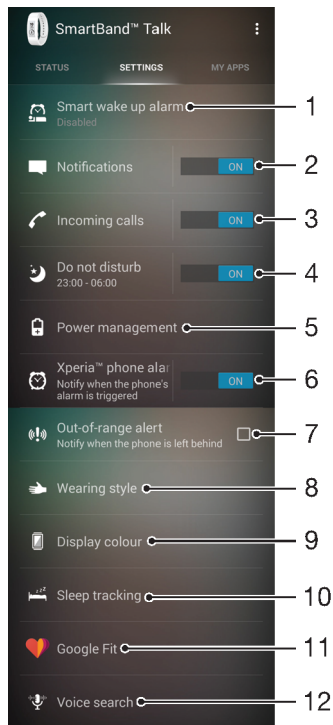 SmartBand™ Talk
STATUS SETTINGS MY APPS
Smart wake up alarm 1
Disabled
Notifications ON 2
Incoming calls ON 3
Do not disturb ON 4
23:00 - 06:00
Power management 5
Xperia™ phone alar
Notify when the phone's ON 6
alarm is triggered
Out-of-range alert 7
Notify when the phone is left behind
Wearing style 8
Display colour 9
Sleep tracking 10
Google Fit 11
Voice search 12